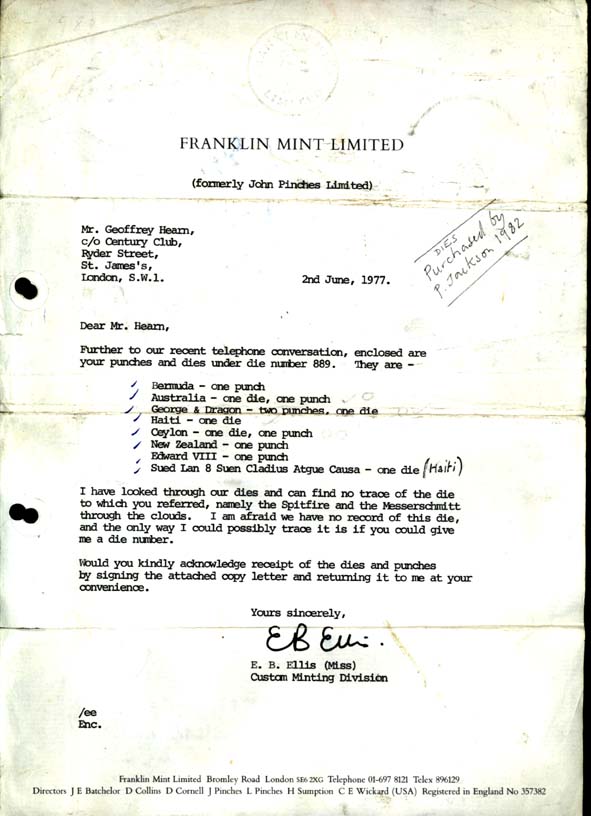 FRANKLIN MINT LIMITED
(formerly John Pinches Limited)
Mr. Geoffrey Hearn,
c/o Century Club,
Ryder Street,
St. James's,
London, S.W.1.
2nd June, 1977.
DIES
Purchased by
P. Jackson 1982
Dear Mr. Hearn,
Further to our recent telephone conversation, enclosed are
your punches and dies under die number 889. They are -
Bermuda - one punch
Australia - one die, one punch
George & Dragon - two punches, one die
Haiti - one die
Ceylon - one die, one punch
New Zealand - one punch
Edward VIII - one punch
Sued Lan 8 Suen Cladius Atgue Causa - one die (Haiti)
I have looked through our dies and can find no trace of the die
to which you referred, namely the Spitfire and the Messerschmitt
through the clouds. I am afraid we have no record of this die,
and the only way I could possibly trace it is if you could give
me a die number.
Would you kindly acknowledge receipt of the dies and punches
by signing the attached copy letter and returning it to me at your
convenience.
Yours sincerely,
E B Ellis.
E. B. Ellis (Miss)
Custom Minting Division
/ee
Enc.
Franklin Mint Limited Bromley Road London SE6 2XG Telephone 01-697 8121 Telex 896129
Directors J E Batchelor D Collins D Cornell J Pinches L Pinches H Sumption C E Wickard (USA) Registered in England No 357382